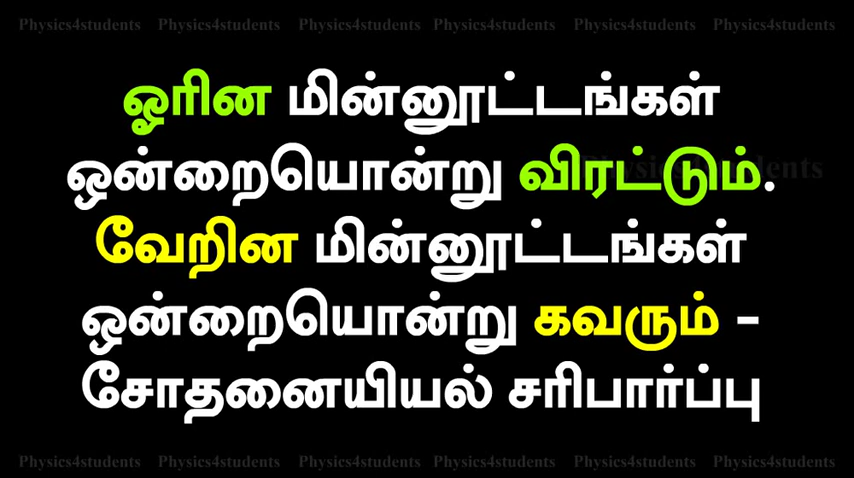 Physics4students Physics4students Physics4students Physics4students Physics4students Physics4students
ஓரின மின்னூட்டங்கள்
ஒன்றையொன்று விரட்டும்.
Physics4students
வேறின மின்னூட்டங்கள்
ஒன்றையொன்று கவரும் -
சோதனையியல் சரிபார்ப்பு
Physics4students Physics4students Physics4students Physics4students Physics4students Physics4students